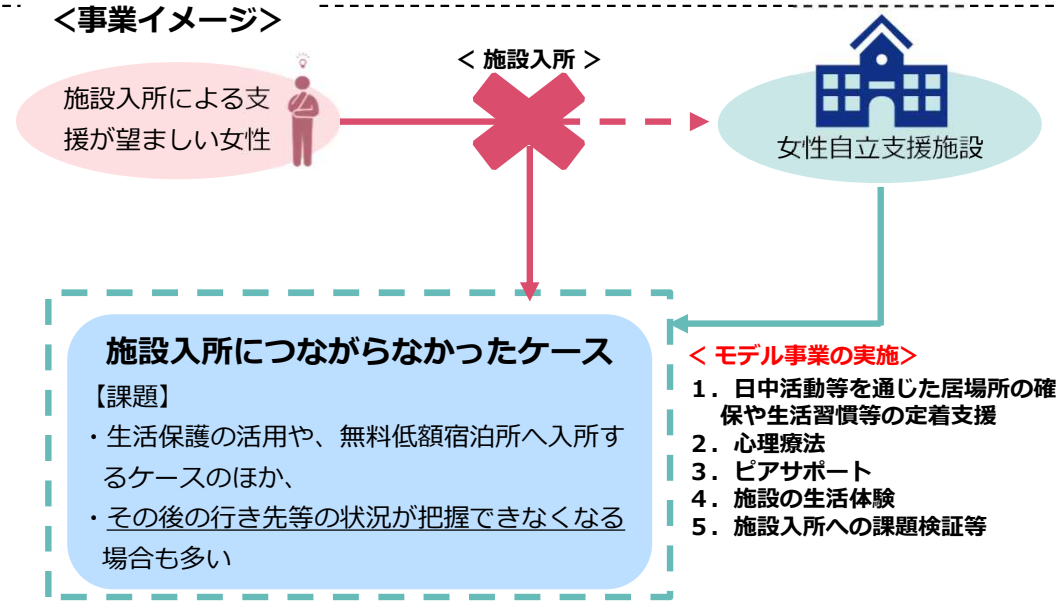 ＜事業イメージ＞
＜ 施設入所 ＞
施設入所による支
援が望ましい女性
女性自立支援施設
施設入所につながらなかったケース
【課題】
・生活保護の活用や、無料低額宿泊所へ入所す
るケースのほか、
・その後の行き先等の状況が把握できなくなる
場合も多い
＜ モデル事業の実施＞
１．日中活動等を通じた居場所の確
保や生活習慣等の定着支援
２．心理療法
３．ピアサポート
４．施設の生活体験
５．施設入所への課題検証等